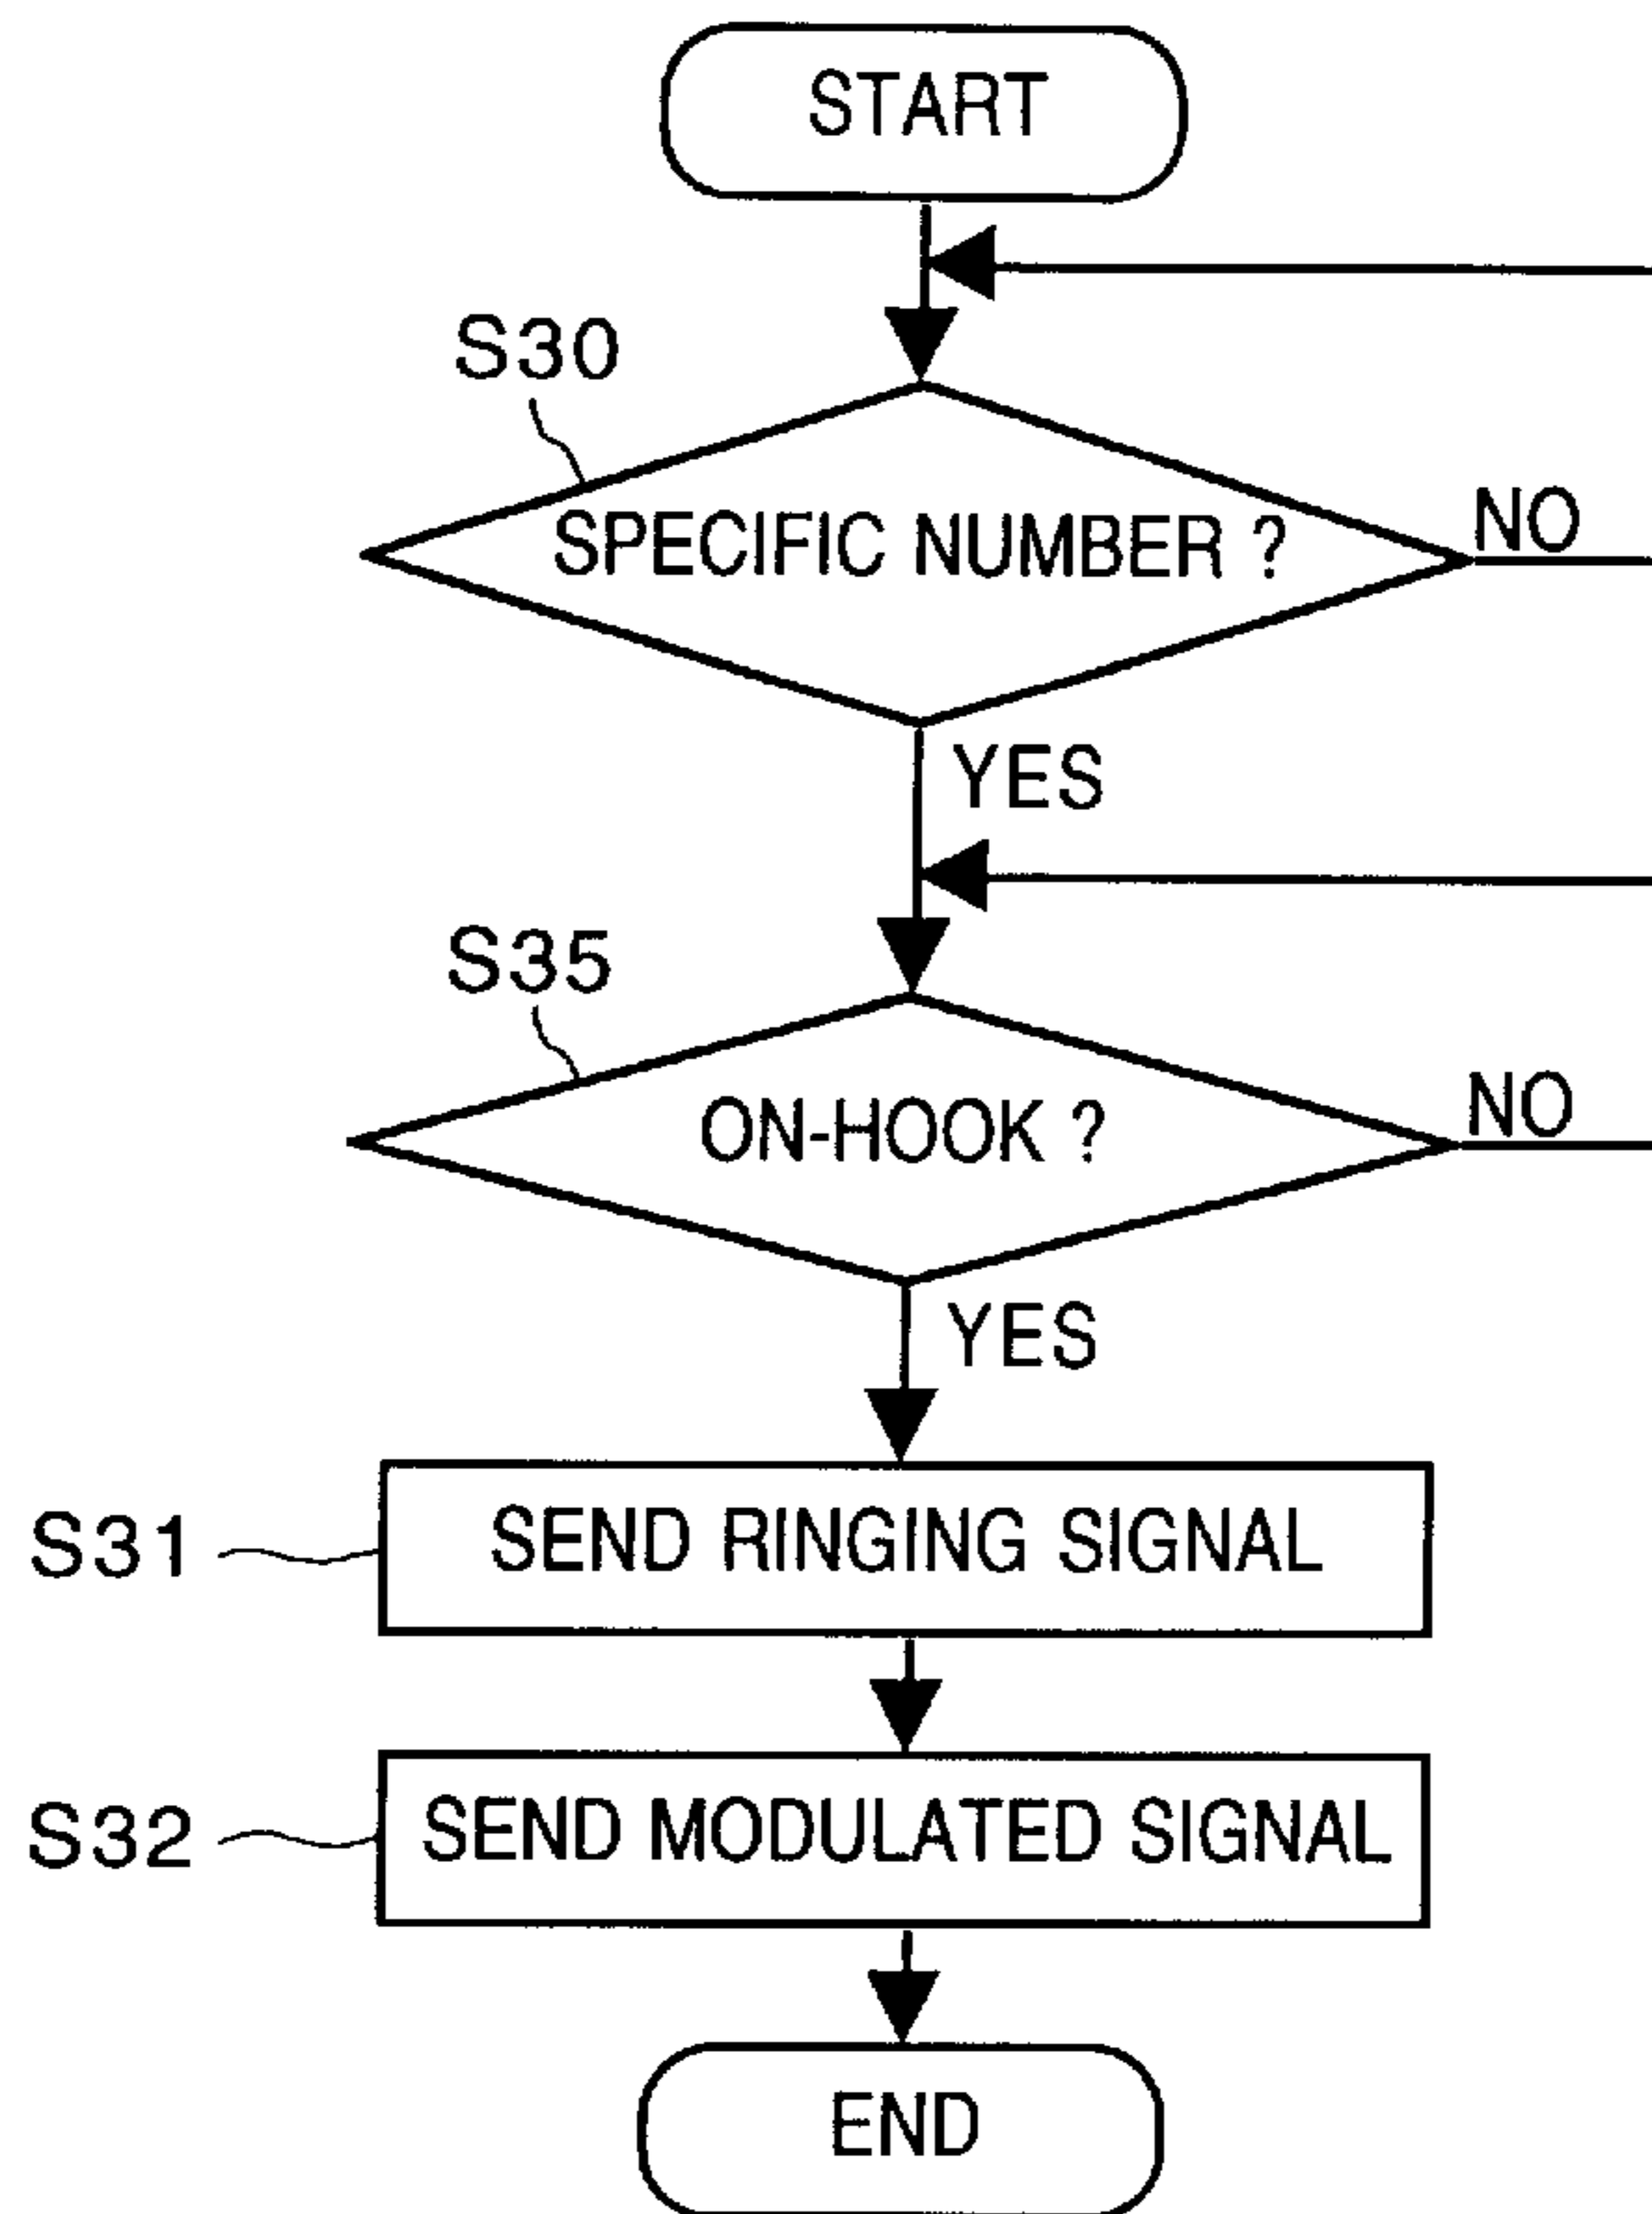 START
S30
SPECIFIC NUMBER ?
NO
YES
S35
ON-HOOK ?
NO
YES
S31
SEND RINGING SIGNAL
S32
SEND MODULATED SIGNAL
END